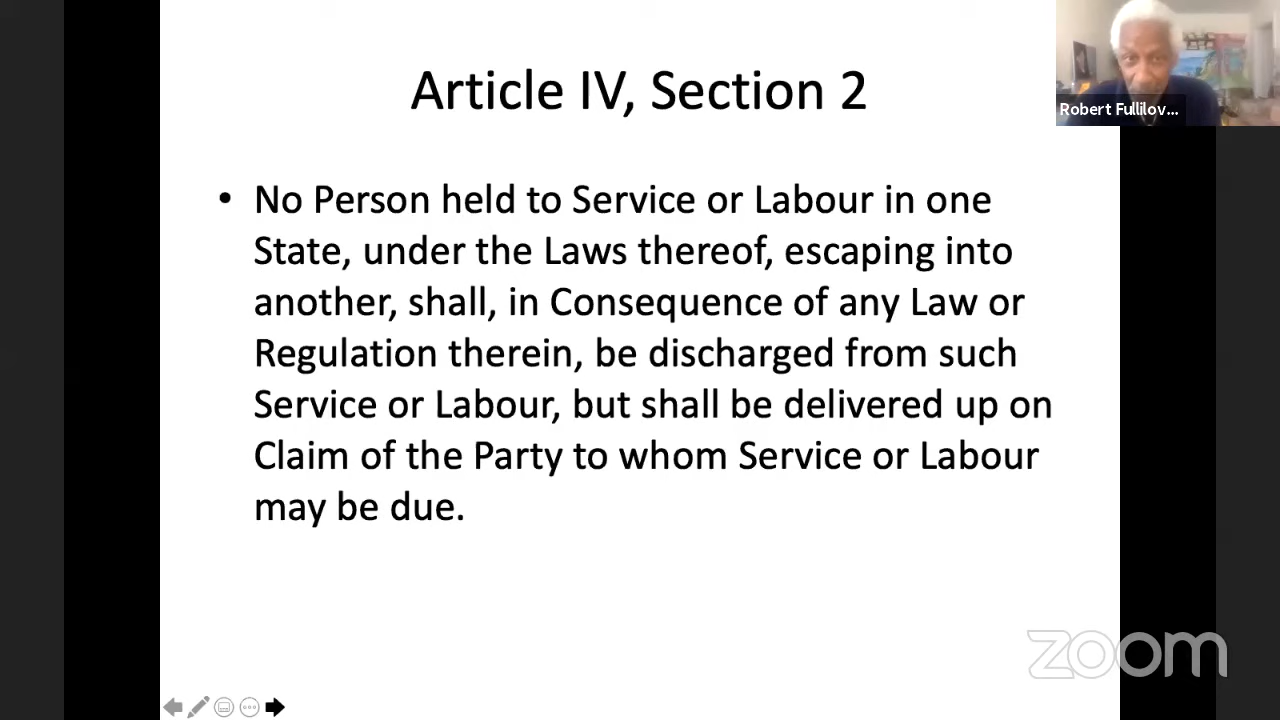 Article IV, Section 2
Robert Fullilov...
• No Person held to Service or Labour in one
State, under the Laws thereof, escaping into
another, shall, in Consequence of any Law or
Regulation therein, be discharged from such
Service or Labour, but shall be delivered up on
Claim of the Party to whom Service or Labour
may be due.
zoom